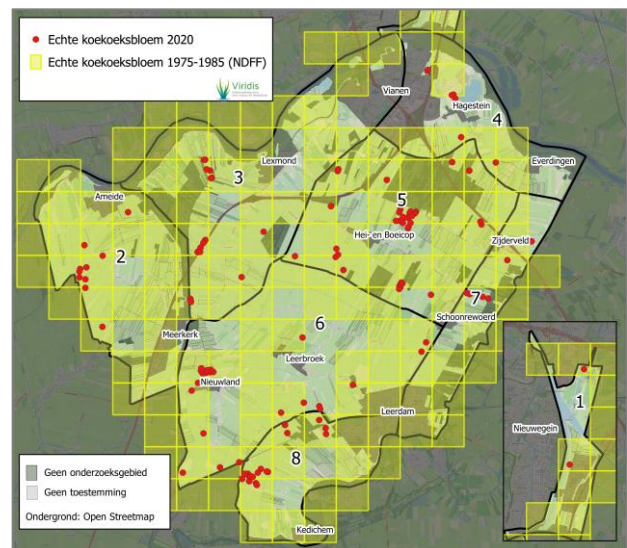 Echte koekoeksbloem 2020
Echte koekoeksbloem 1975-1985 (NDFF)
Viridis
Vianen
Hagestein
4
Everdingen
Lexmond
3
Ameide
5
Hei- en Boeicop
Zijderveld
2
7
Schoonrewoerd
6
Meerkerk
Leerbroek
Nieuwland
Leerdam
1
Nieuwegein
8
Kedichem
Geen onderzoeksgebied
Geen toestemming
Ondergrond: Open Streetmap